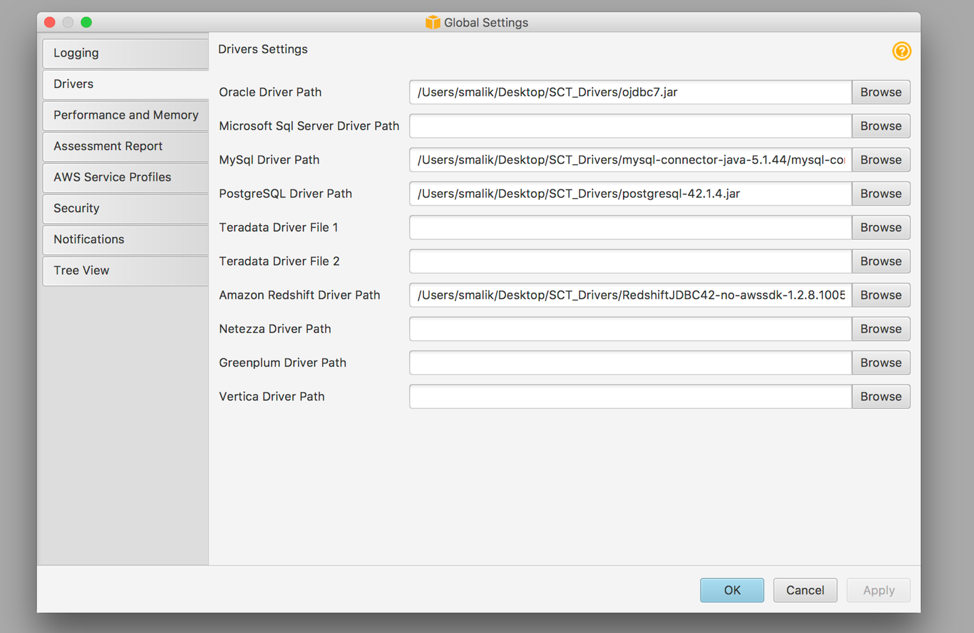 Global Settings
Logging
Drivers
Performance and Memory
Assessment Report
AWS Service Profiles
Security
Notifications
Tree View
Drivers Settings
?
Oracle Driver Path /Users/smalik/Desktop/SCT_Drivers/ojdbc7.jar Browse
Microsoft Sql Server Driver Path Browse
MySql Driver Path /Users/smalik/Desktop/SCT_Drivers/mysql-connector-java-5.1.44/mysql-co Browse
PostgreSQL Driver Path /Users/smalik/Desktop/SCT_Drivers/postgresql-42.1.4.jar Browse
Teradata Driver File 1 Browse
Teradata Driver File 2 Browse
Amazon Redshift Driver Path /Users/smalik/Desktop/SCT_Drivers/RedshiftJDBC42-no-awssdk-1.2.8.1005 Browse
Netezza Driver Path Browse
Greenplum Driver Path Browse
Vertica Driver Path Browse
OK Cancel Apply